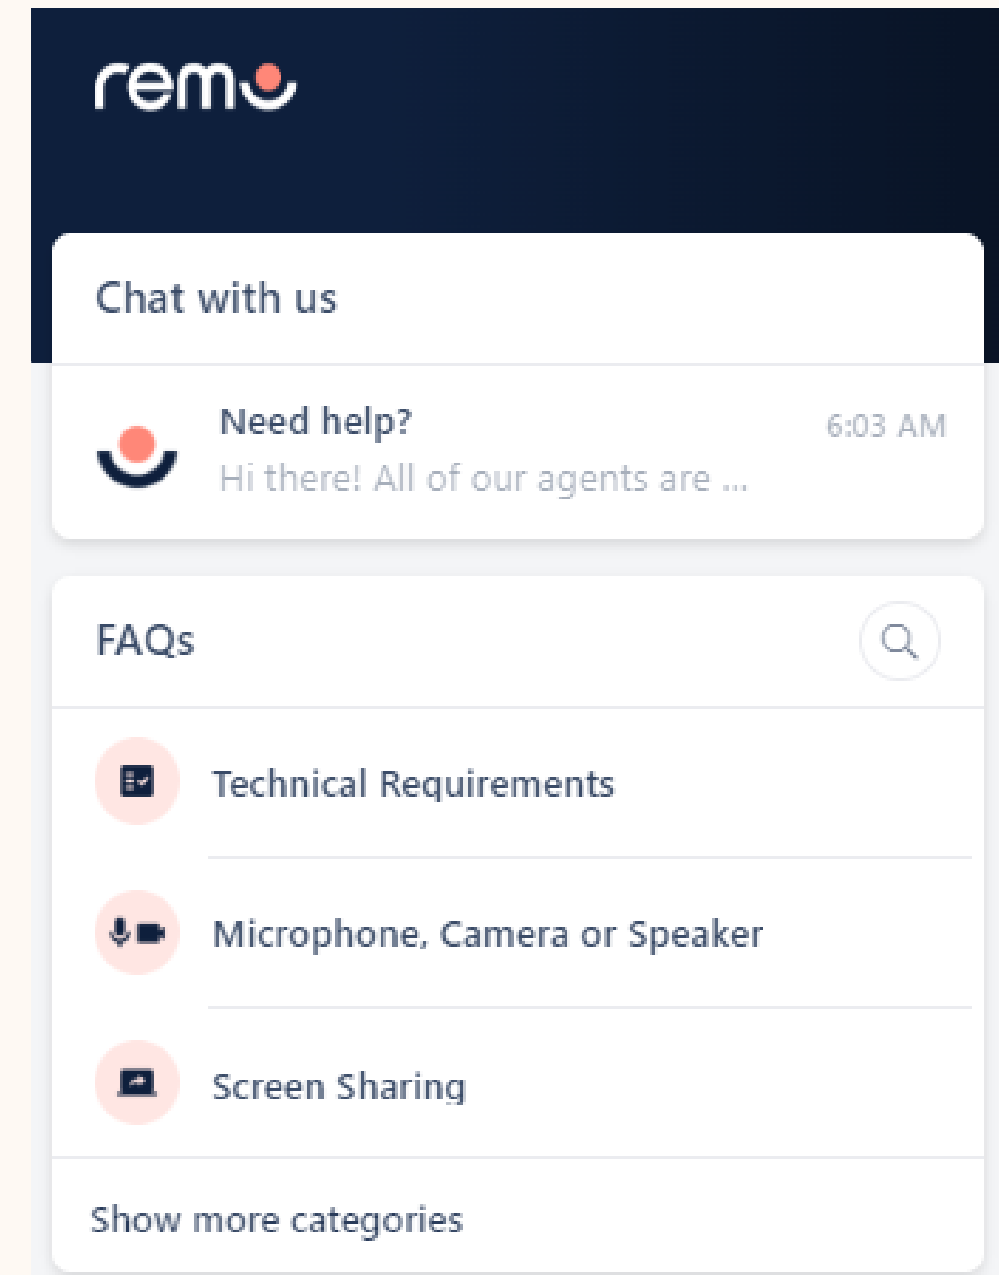 remo
Chat with us
Need help?
6:03 AM
Hi there! All of our agents are ...
FAQs
Technical Requirements
Microphone, Camera or Speaker
Screen Sharing
Show more categories